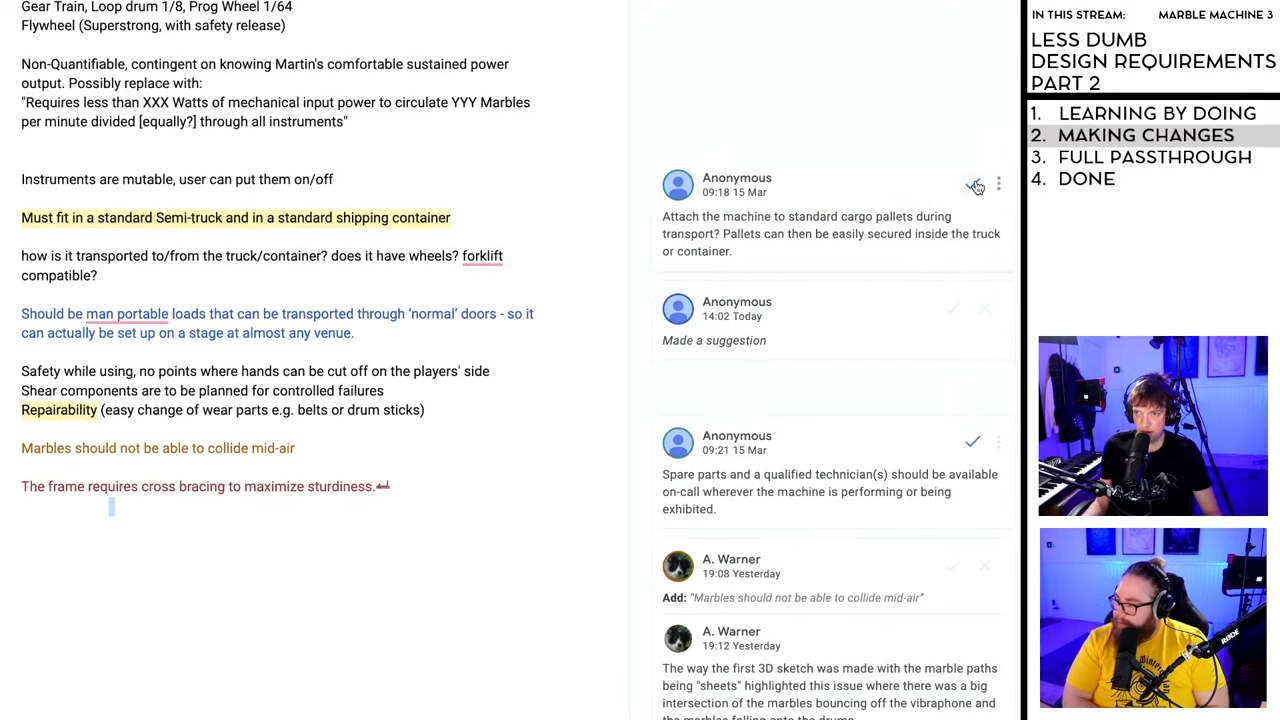 Gear Train, Loop drum 1/8, Prog Wheel 1/64
Flywheel (Superstrong, with safety release)
Non-Quantifiable, contingent on knowing Martin's comfortable sustained power
output. Possibly replace with:
"Requires less than XXX Watts of mechanical input power to circulate YYY Marbles
per minute divided [equally?] through all instruments"
Instruments are mutable, user can put them on/off
Must fit in a standard Semi-truck and in a standard shipping container
how is it transported to/from the truck/container? does it have wheels? forklift
compatible?
Should be man portable loads that can be transported through ‘normal’ doors - so it
can actually be set up on a stage at almost any venue.
Safety while using, no points where hands can be cut off on the players' side
Shear components are to be planned for controlled failures
Repairability (easy change of wear parts e.g. belts or drum sticks)
Marbles should not be able to collide mid-air
The frame requires cross bracing to maximize sturdiness.
Anonymous
09:18 15 Mar
Attach the machine to standard cargo pallets during
transport? Pallets can then be easily secured inside the truck
or container.
Anonymous
14:02 Today
Made a suggestion
Anonymous
09:21 15 Mar
Spare parts and a qualified technician(s) should be available
on-call wherever the machine is performing or being
exhibited.
A. Warner
19:08 Yesterday
Add: “Marbles should not be able to collide mid-air”
A. Warner
19:12 Yesterday
The way the first 3D sketch was made with the marble paths
being "sheets" highlighted this issue where there was a big
intersection of the marbles bouncing off the vibraphone and
the marbles falling onto the drums.
IN THIS STREAM: MARBLE MACHINE 3
LESS DUMB
DESIGN REQUIREMENTS
PART 2
1. LEARNING BY DOING
2. MAKING CHANGES
3. FULL PASSTHROUGH
4. DONE
RODE